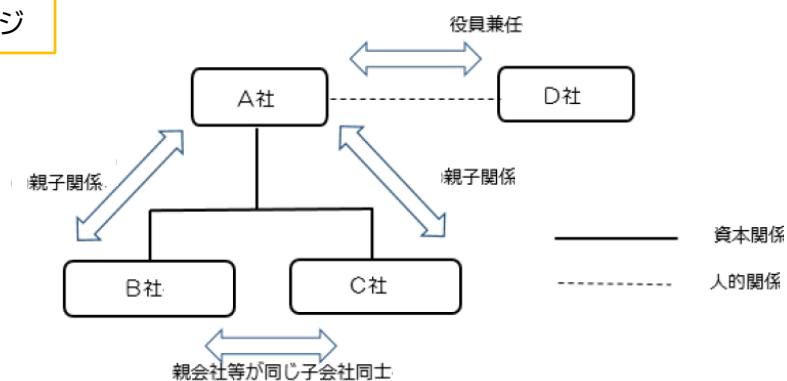 ジ
役員兼任
A社
D社
親子関係
親子関係
資本関係
B社
C社
人的関係
親会社等が同じ子会社同士